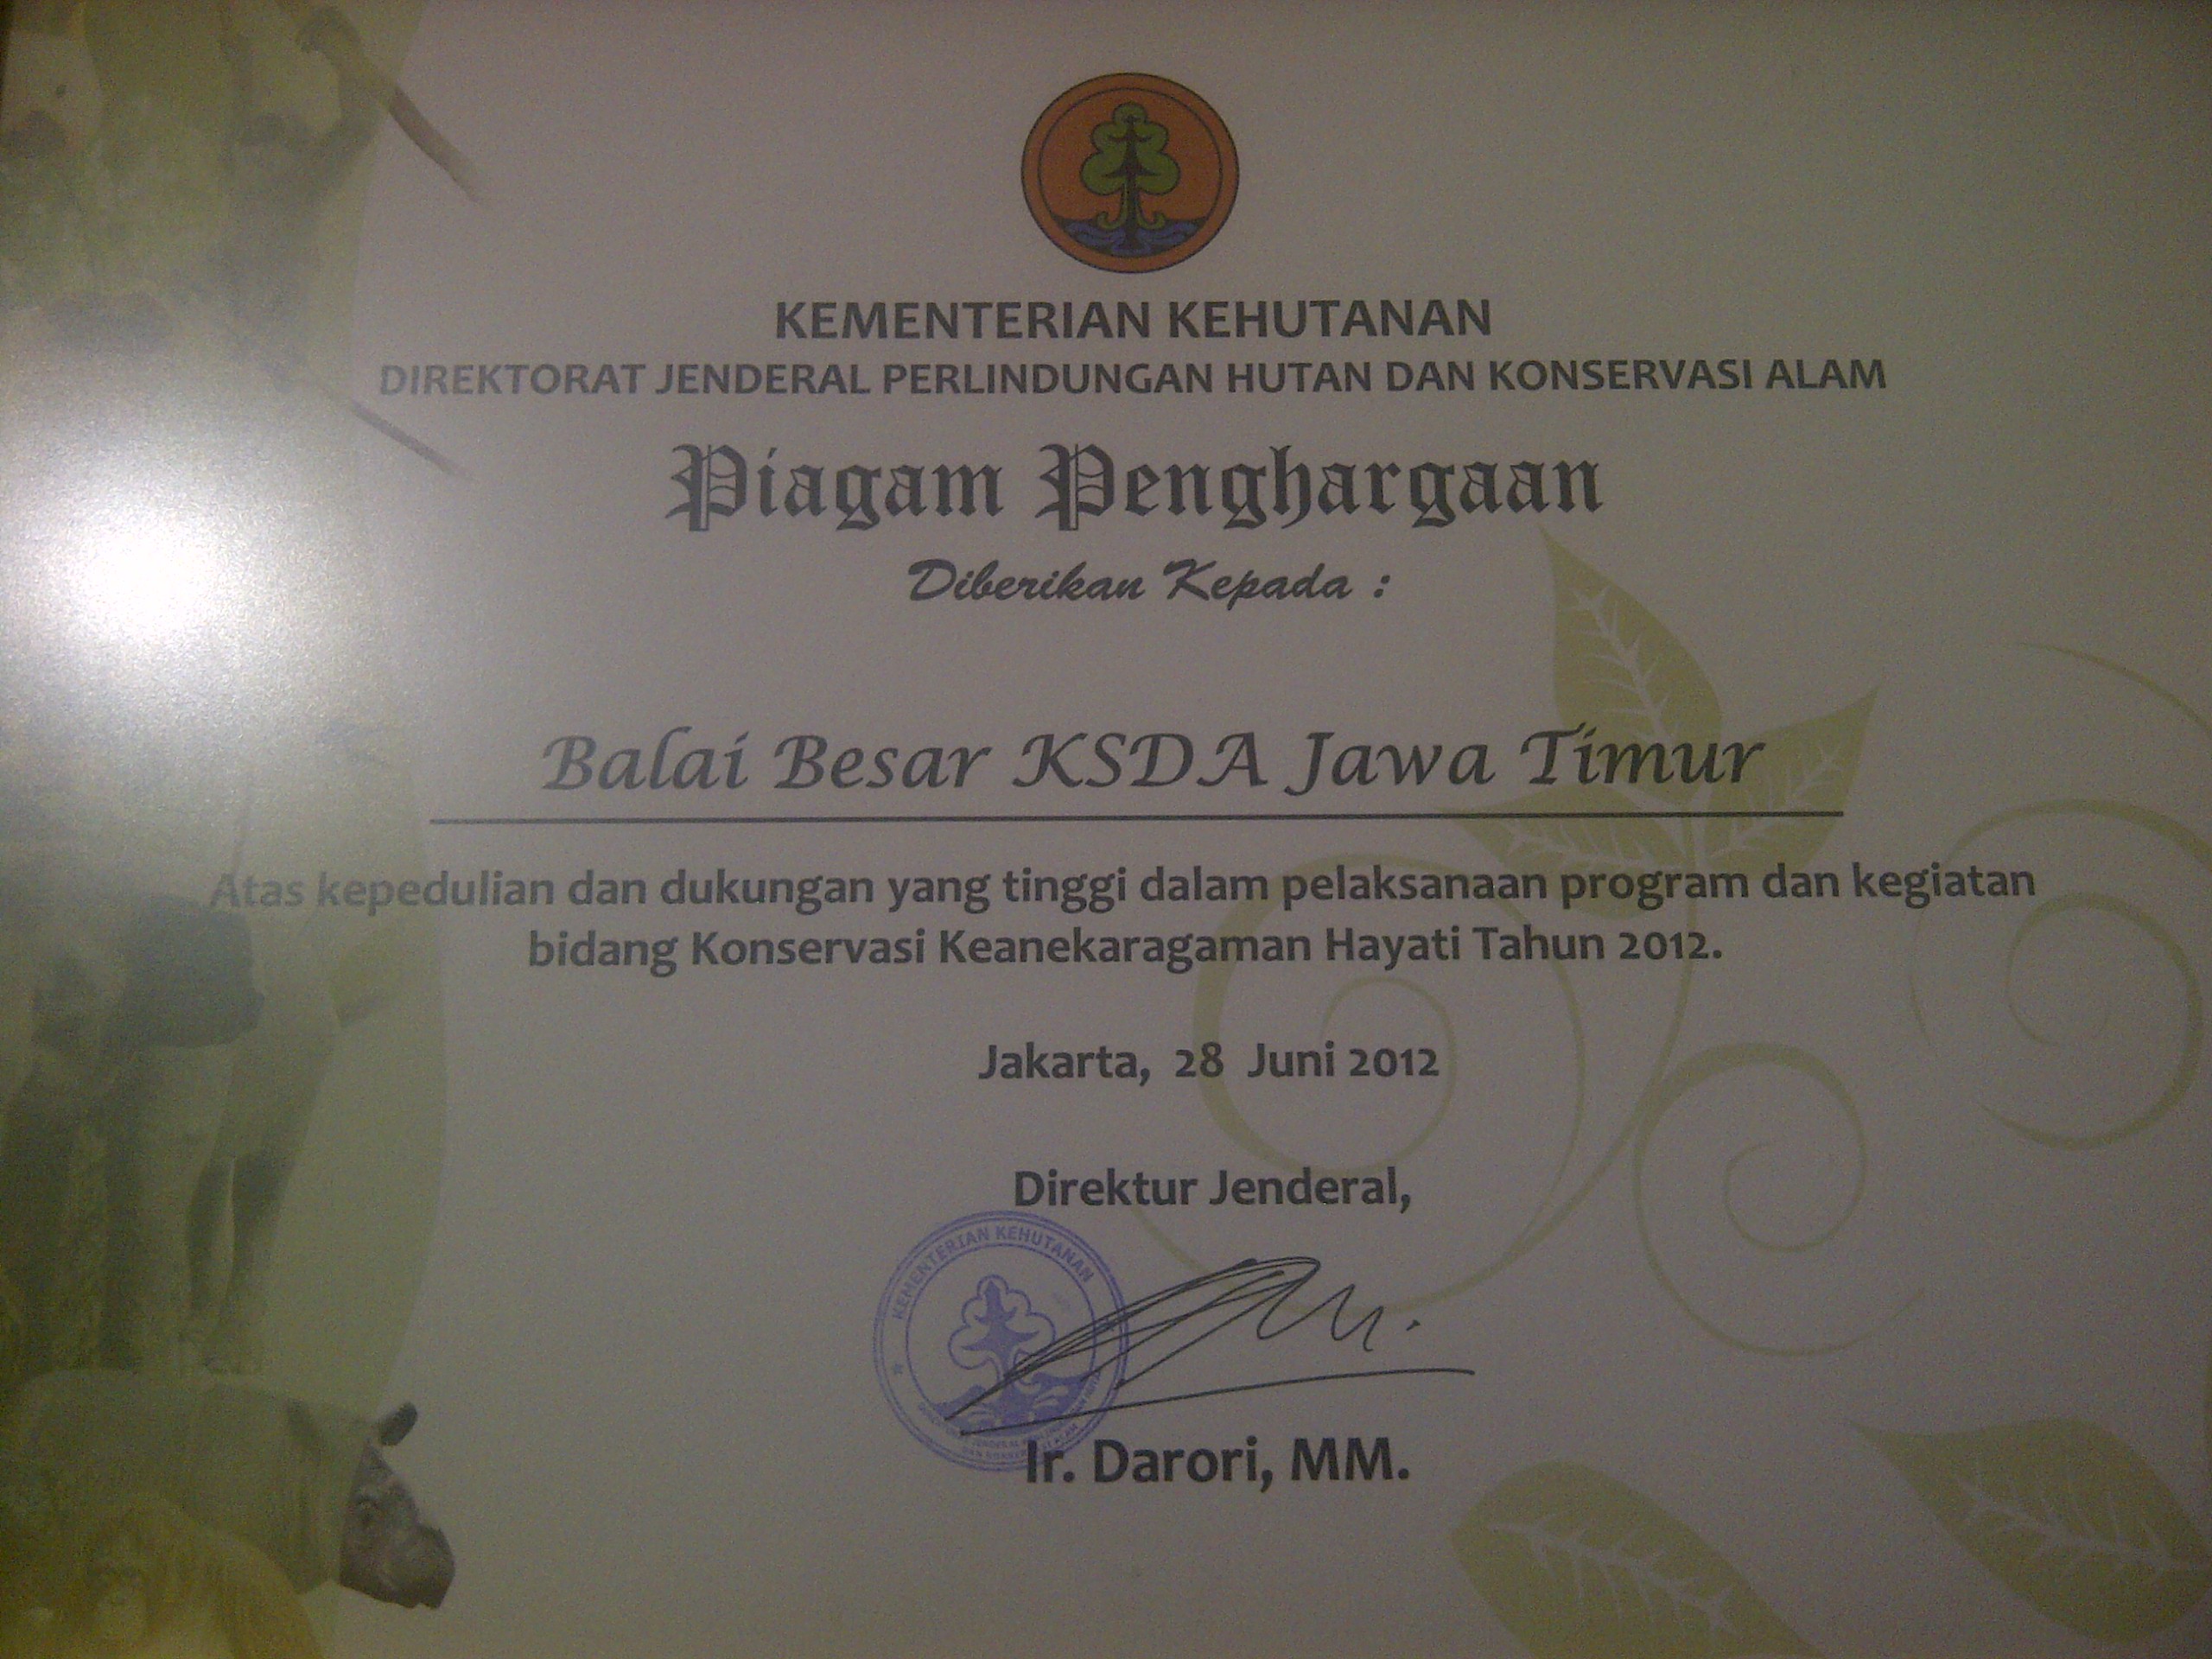 KEMENTERIAN KEHUTANAN
DIREKTORAT JENDERAL PERLINDUNGAN HUTAN DAN KONSERVASI ALAM
Piagam Penghargaan
Diberikan Kepada :
Balai Besar KSDA Jawa Timur
Atas kepedulian dan dukungan yang tinggi dalam pelaksanaan program dan kegiatan
bidang Konservasi Keanekaragaman Hayati Tahun 2012.
Jakarta, 28 Juni 2012
Direktur Jenderal,
KEMENTERIAN KEHUTANAN
Ir. Darori, MM.